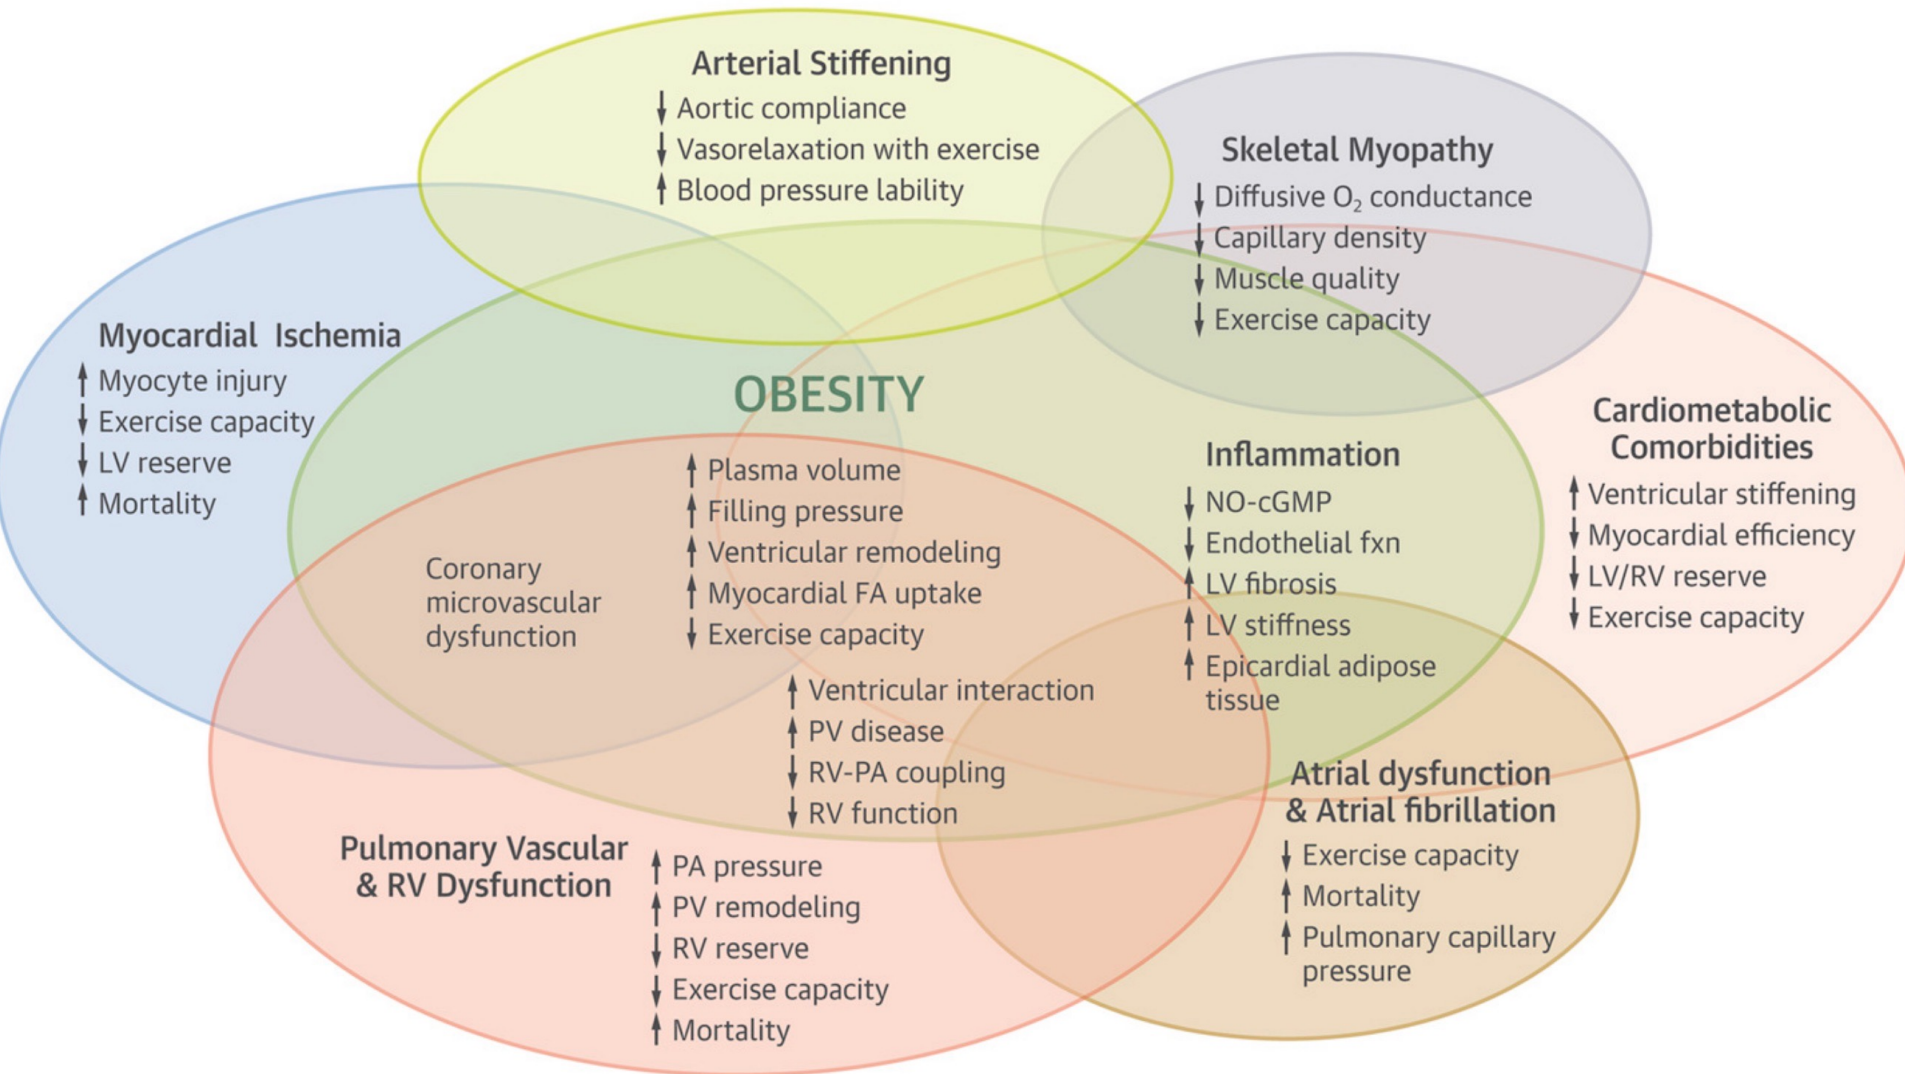 Arterial Stiffening
↓ Aortic compliance
↓ Vasorelaxation with exercise
↑ Blood pressure lability
Skeletal Myopathy
↓ Diffusive O₂ conductance
↓ Capillary density
↓ Muscle quality
↓ Exercise capacity
Myocardial Ischemia
↑ Myocyte injury
↓ Exercise capacity
↓ LV reserve
↑ Mortality
OBESITY
↑ Plasma volume
↑ Filling pressure
↑ Ventricular remodeling
↑ Myocardial FA uptake
↓ Exercise capacity
Coronary
microvascular
dysfunction
↑ Ventricular interaction
↑ PV disease
↓ RV-PA coupling
↓ RV function
Inflammation
↓ NO-cGMP
↓ Endothelial fxn
↑ LV fibrosis
↑ LV stiffness
↑ Epicardial adipose
tissue
Cardiometabolic
Comorbidities
↑ Ventricular stiffening
↓ Myocardial efficiency
↓ LV/RV reserve
↓ Exercise capacity
Pulmonary Vascular
& RV Dysfunction
↑ PA pressure
↑ PV remodeling
↓ RV reserve
↓ Exercise capacity
↑ Mortality
Atrial dysfunction
& Atrial fibrillation
↓ Exercise capacity
↑ Mortality
↑ Pulmonary capillary
pressure